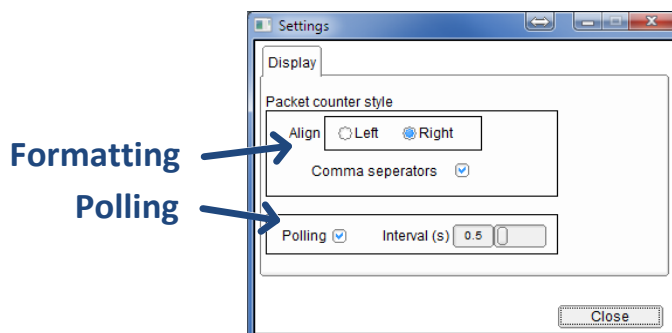 Settings
Display
Packet counter style
Align Left Right
Formatting
Comma seperators
Polling
Polling Interval (s) 0.5
Close